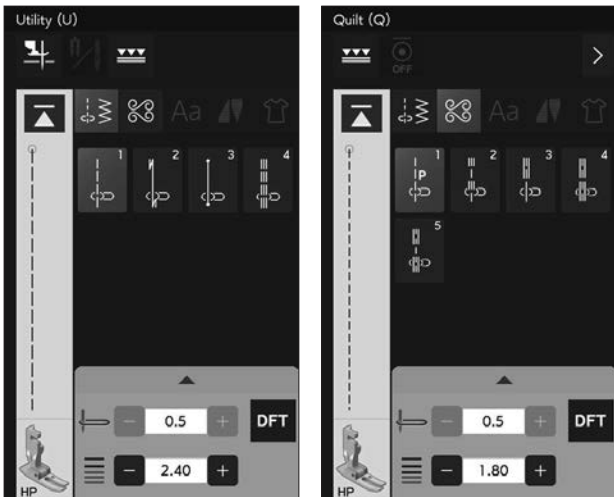 Utility (U)
Aa
1 2 3 4
0.5 DFT
2.40
HP
Quilt (Q)
OFF
Aa
1 2 3 4
P
5
0.5 DFT
1.80
HP